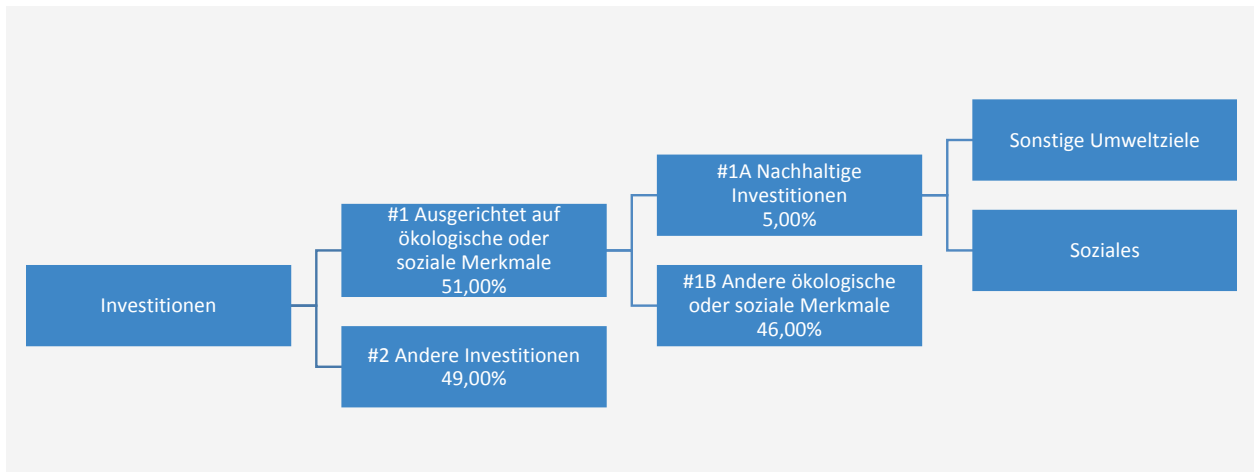 Investitionen
#1 Ausgerichtet auf
ökologische oder
soziale Merkmale
51,00%
#2 Andere Investitionen
49,00%
#1A Nachhaltige
Investitionen
5,00%
#1B Andere ökologische
oder soziale Merkmale
46,00%
Sonstige Umweltziele
Soziales